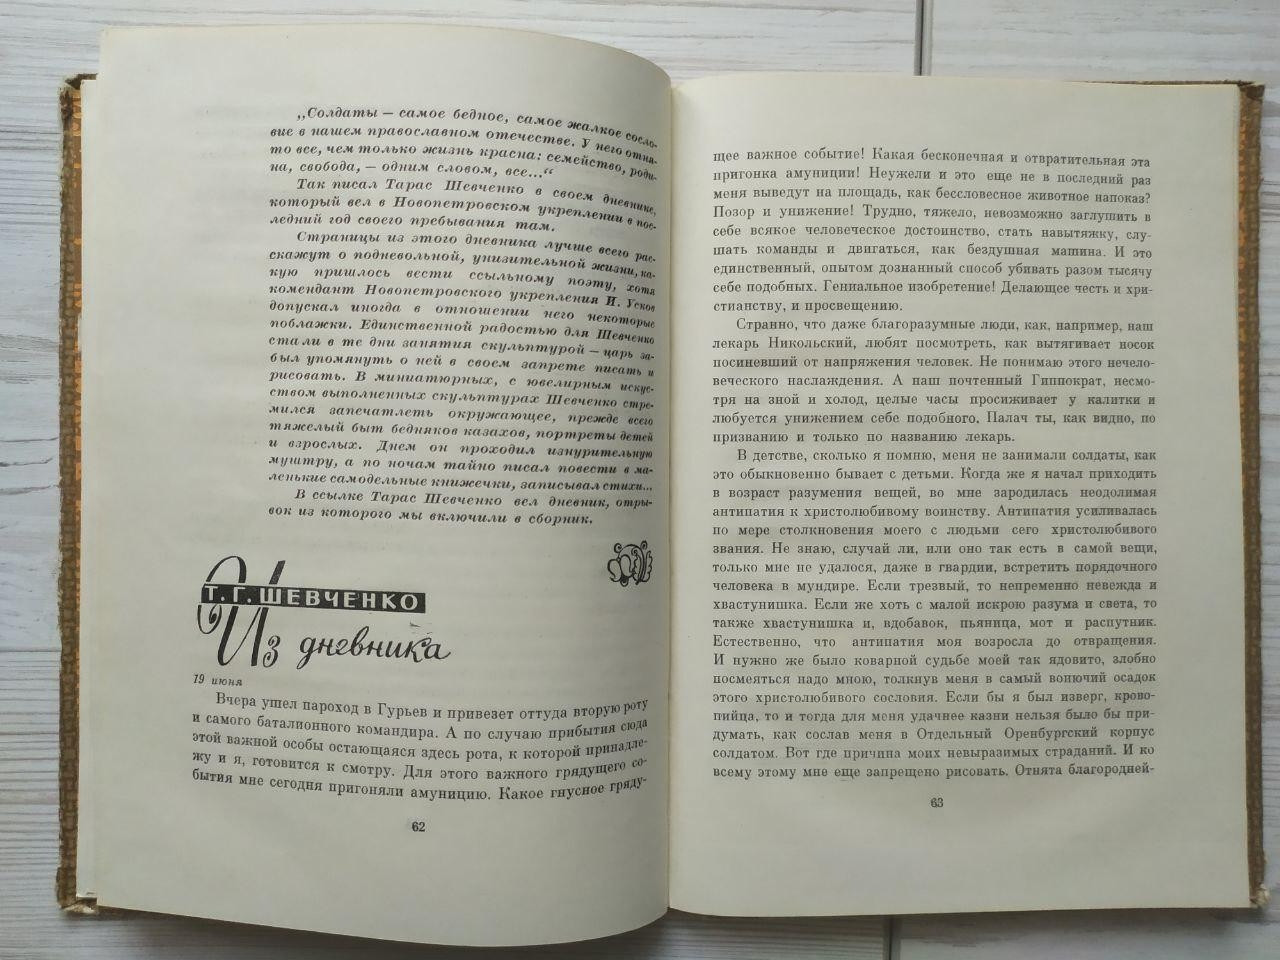 „Солдаты — самое бедное, самое жалкое сосло-
вие в нашем православном отечестве. У него отня-
то все, чем только жизнь красна: семейство, роди-
на, свобода, — одним словом, все...“
Так писал Тарас Шевченко в своем дневнике,
который вел в Новопетровском укреплении в пос-
ледний год своего пребывания там.
Страницы из этого дневника лучше всего рас-
скажут о подневольной, унизительной жизни, ка-
кую пришлось вести ссыльному поэту, хотя
комендант Новопетровского укрепления И. Усков
допускал иногда в отношении него некоторые
поблажки. Единственной радостью для Шевченко
стали в те дни занятия скульптурой — царь за-
был упомянуть о ней в своем запрете писать и
рисовать. В миниатюрных, с ювелирным искус-
ством выполненных скульптурах Шевченко стре-
мился запечатлеть окружающее, прежде всего
тяжелый быт бедняков казахов, портреты детей
и взрослых. Днем он проходил изнурительную
муштру, а по ночам тайно писал повести в ма-
ленькие самодельные книжечки, записывал стихи...
В ссылке Тарас Шевченко вел дневник, отры-
вок из которого мы включили в сборник.
Т. Г. ШЕВЧЕНКО
Из дневника
19 июня
Вчера ушел пароход в Гурьев и привезет оттуда вторую роту
и самого баталионного командира. А по случаю прибытия сюда
этой важной особы остающаяся здесь рота, к которой принадле-
жу и я, готовится к смотру. Для этого важного грядущего со-
бытия мне сегодня пригоняли амуницию. Какое гнусное гряду-
62
щее важное событие! Какая бесконечная и отвратительная эта
пригонка амуниции! Неужели и это еще не в последний раз
меня выведут на площадь, как бессловесное животное напоказ?
Позор и унижение! Трудно, тяжело, невозможно заглушить в
себе всякое человеческое достоинство, стать навытяжку, слу-
шать команды и двигаться, как бездушная машина. И это
единственный, опытом дознанный способ убивать разом тысячу
себе подобных. Гениальное изобретение! Делающее честь и хри-
стианству, и просвещению.
Странно, что даже благоразумные люди, как, например, наш
лекарь Никольский, любят посмотреть, как вытягивает носок
посиневший от напряжения человек. Не понимаю этого нечело-
веческого наслаждения. А наш почтенный Гиппократ, несмот-
ря на зной и холод, целые часы просиживает у калитки и
любуется унижением себе подобного. Палач ты, как видно, по
призванию и только по названию лекарь.
В детстве, сколько я помню, меня не занимали солдаты, как
это обыкновенно бывает с детьми. Когда же я начал приходить
в возраст разумения вещей, во мне зародилась неодолимая
антипатия к христолюбивому воинству. Антипатия усиливалась
по мере столкновения моего с людьми сего христолюбивого
звания. Не знаю, случай ли, или оно так есть в самой вещи,
только мне не удалося, даже в гвардии, встретить порядочного
человека в мундире. Если трезвый, то непременно невежда и
хвастунишка. Если же хоть с малой искрою разума и света, то
также хвастунишка и, вдобавок, пьяница, мот и распутник.
Естественно, что антипатия моя возросла до отвращения.
И нужно же было коварной судьбе моей так ядовито, злобно
посмеяться надо мною, толкнув меня в самый вонючий осадок
этого христолюбивого сословия. Если бы я был изверг, крово-
пийца, то и тогда для меня удачнее казни нельзя было бы при-
думать, как сослав меня в Отдельный Оренбургский корпус
солдатом. Вот где причина моих невыразимых страданий. И ко
всему этому мне еще запрещено рисовать. Отнята благородней-
63